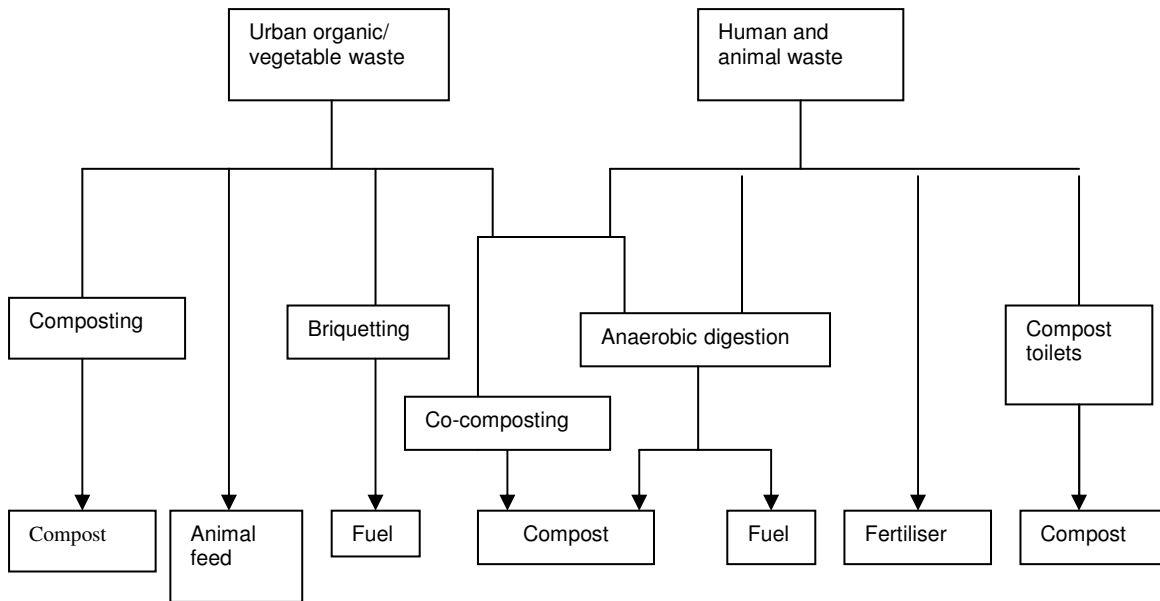 Urban organic/
vegetable waste
Human and
animal waste
Composting
Briquetting
Anaerobic digestion
Compost
toilets
Co-composting
Compost
Animal
feed
Fuel
Compost
Fuel
Fertiliser
Compost